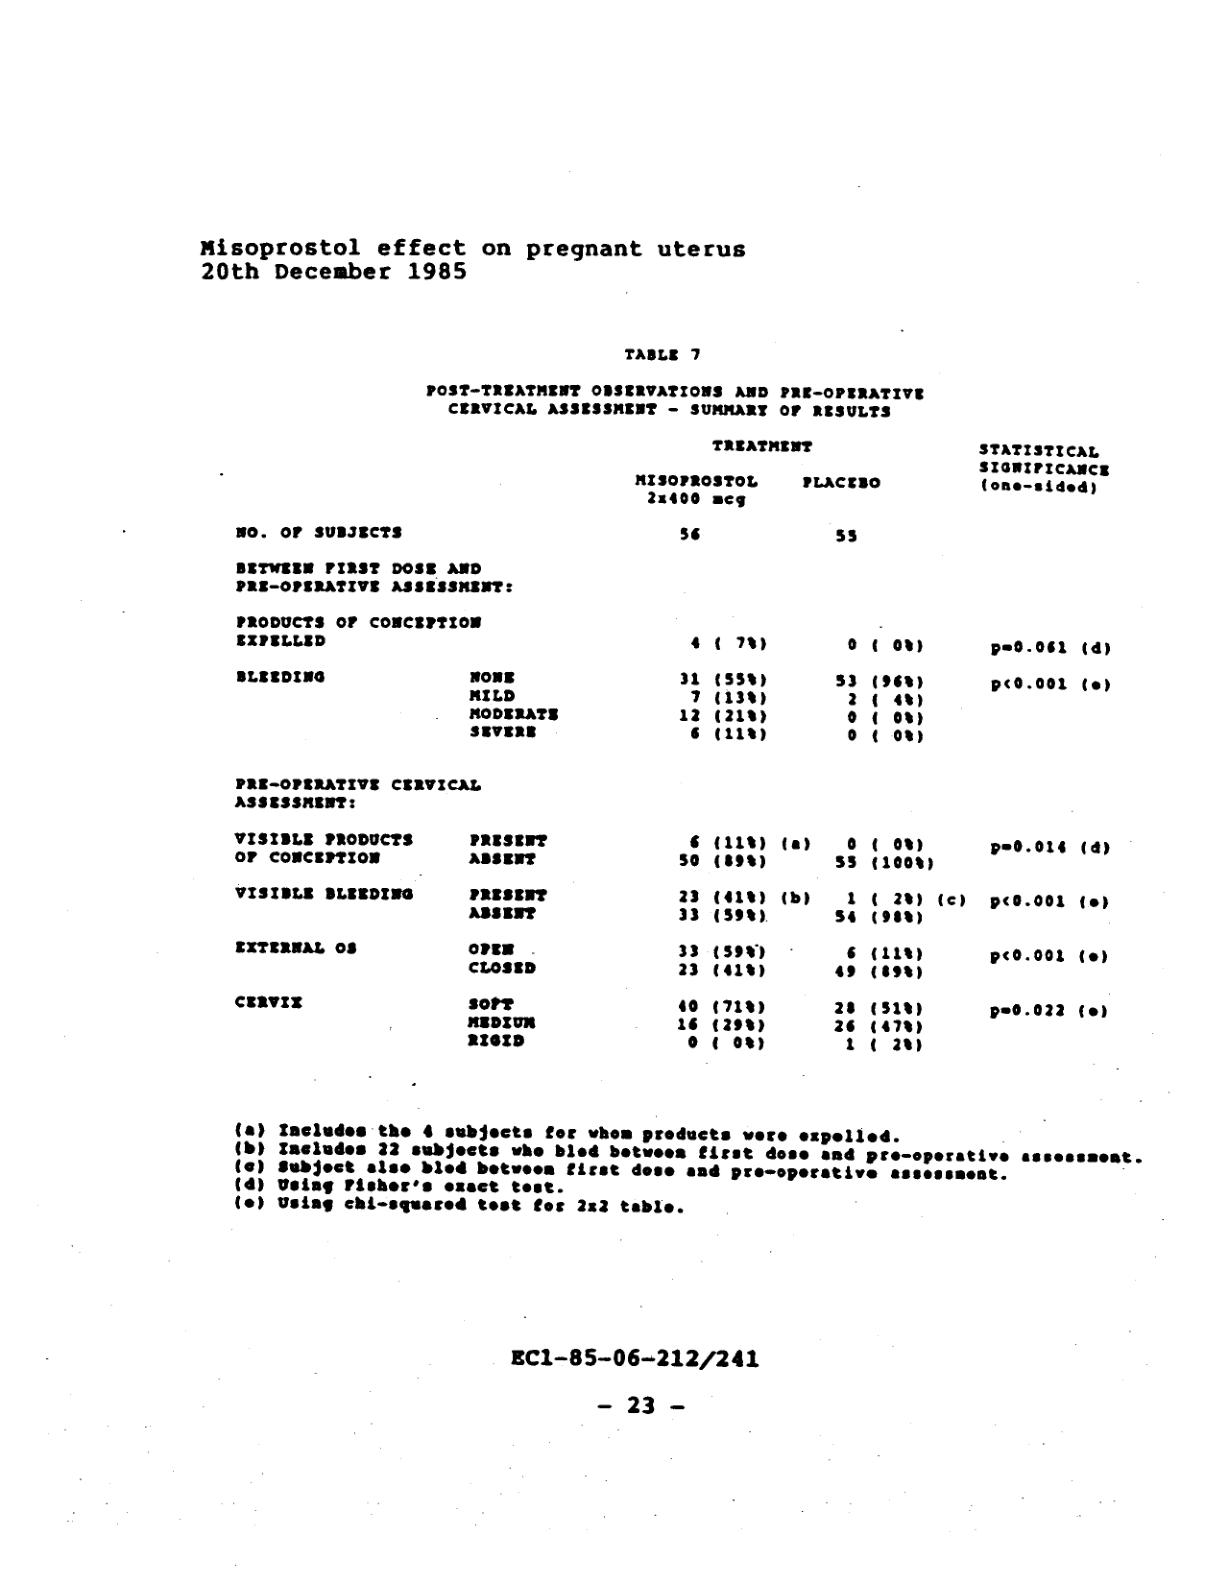 Misoprostol effect on pregnant uterus
20th December 1985
TABLE 7
POST-TREATMENT OBSERVATIONS AND PRE-OPERATIVE
CERVICAL ASSESSMENT - SUMMARY OF RESULTS
TREATMENT STATISTICAL
SIGNIFICANCE
MISOPROSTOL PLACEBO (one-sided)
2x400 mcg
NO. OF SUBJECTS 56 55
BETWEEN FIRST DOSE AND
PRE-OPERATIVE ASSESSMENT:
PRODUCTS OF CONCEPTION
EXPELLED 4 ( 7%) 0 ( 0%) p=0.061 (d)
BLEEDING NONE 31 (55%) 53 (96%) p<0.001 (e)
MILD 7 (13%) 2 ( 4%)
MODERATE 12 (21%) 0 ( 0%)
SEVERE 6 (11%) 0 ( 0%)
PRE-OPERATIVE CERVICAL
ASSESSMENT:
VISIBLE PRODUCTS PRESENT 6 (11%) (a) 0 ( 0%) p=0.014 (d)
OF CONCEPTION ABSENT 50 (89%) 55 (100%)
VISIBLE BLEEDING PRESENT 23 (41%) (b) 1 ( 2%) (c) p<0.001 (e)
ABSENT 33 (59%) 54 (98%)
EXTERNAL OS OPEN 33 (59%) 6 (11%) p<0.001 (e)
CLOSED 23 (41%) 49 (89%)
CERVIX SOFT 40 (71%) 28 (51%) p=0.022 (e)
MEDIUM 16 (29%) 26 (47%)
RIGID 0 ( 0%) 1 ( 2%)
(a) Includes the 4 subjects for whom products were expelled.
(b) Includes 22 subjects who bled between first dose and pre-operative assessment.
(c) Subject also bled between first dose and pre-operative assessment.
(d) Using Fisher's exact test.
(e) Using chi-squared test for 2x2 table.
EC1-85-06-212/241
- 23 -